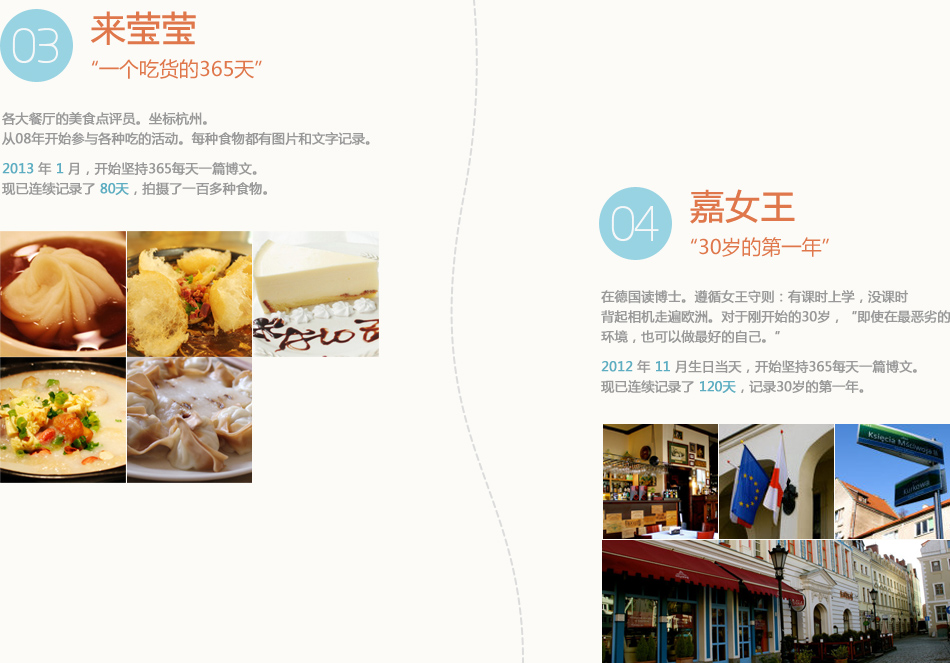 03
来莹莹
“一个吃货的365天”
各大餐厅的美食点评员。坐标杭州。
从08年开始参与各种吃的活动。每种食物都有图片和文字记录。
2013 年 1 月，开始坚持365每天一篇博文。
现已连续记录了 80天，拍摄了一百多种食物。
04
嘉女王
“30岁的第一年”
在德国读博士。遵循女王守则：有课时上学，没课时
背起相机走遍欧洲。对于刚开始的30岁，“即使在最恶劣的
环境，也可以做最好的自己。”
2012 年 11 月生日当天，开始坚持365每天一篇博文。
现已连续记录了 120天，记录30岁的第一年。
Księcia Mściwoja II
Kurkowa